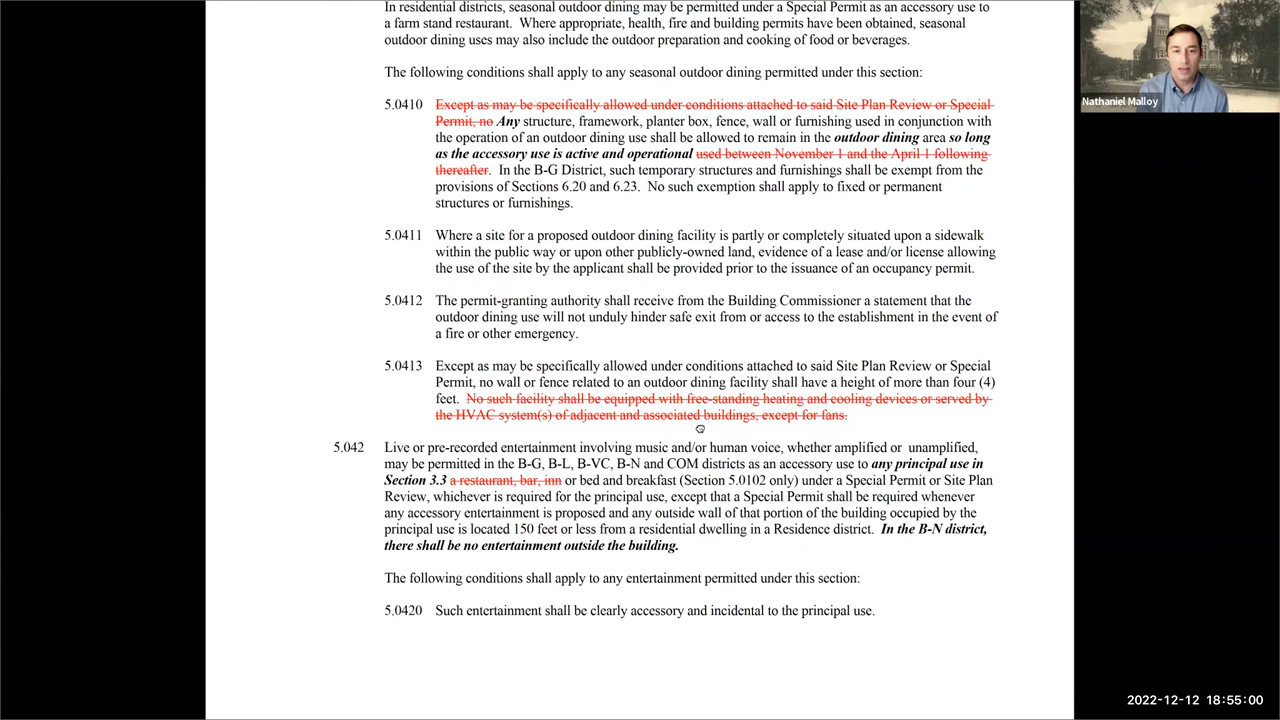 In residential districts, seasonal outdoor dining may be permitted under a Special Permit as an accessory use to
a farm stand restaurant.  Where appropriate, health, fire and building permits have been obtained, seasonal
outdoor dining uses may also include the outdoor preparation and cooking of food or beverages.
The following conditions shall apply to any seasonal outdoor dining permitted under this section:
5.0410 Except as may be specifically allowed under conditions attached to said Site Plan Review or Special
Permit, no Any structure, framework, planter box, fence, wall or furnishing used in conjunction with
the operation of an outdoor dining use shall be allowed to remain in the outdoor dining area so long
as the accessory use is active and operational used between November 1 and the April 1 following
thereafter.  In the B-G District, such temporary structures and furnishings shall be exempt from the
provisions of Sections 6.20 and 6.23.  No such exemption shall apply to fixed or permanent
structures or furnishings.
5.0411 Where a site for a proposed outdoor dining facility is partly or completely situated upon a sidewalk
within the public way or upon other publicly-owned land, evidence of a lease and/or license allowing
the use of the site by the applicant shall be provided prior to the issuance of an occupancy permit.
5.0412 The permit-granting authority shall receive from the Building Commissioner a statement that the
outdoor dining use will not unduly hinder safe exit from or access to the establishment in the event of
a fire or other emergency.
5.0413 Except as may be specifically allowed under conditions attached to said Site Plan Review or Special
Permit, no wall or fence related to an outdoor dining facility shall have a height of more than four (4)
feet.  No such facility shall be equipped with free-standing heating and cooling devices or served by
the HVAC system(s) of adjacent and associated buildings, except for fans.
5.042 Live or pre-recorded entertainment involving music and/or human voice, whether amplified or  unamplified,
may be permitted in the B-G, B-L, B-VC, B-N and COM districts as an accessory use to any principal use in
Section 3.3 a restaurant, bar, inn or bed and breakfast (Section 5.0102 only) under a Special Permit or Site Plan
Review, whichever is required for the principal use, except that a Special Permit shall be required whenever
any accessory entertainment is proposed and any outside wall of that portion of the building occupied by the
principal use is located 150 feet or less from a residential dwelling in a Residence district.  In the B-N district,
there shall be no entertainment outside the building.
The following conditions shall apply to any entertainment permitted under this section:
5.0420 Such entertainment shall be clearly accessory and incidental to the principal use.
Nathaniel Malloy
2022-12-12 18:55:00